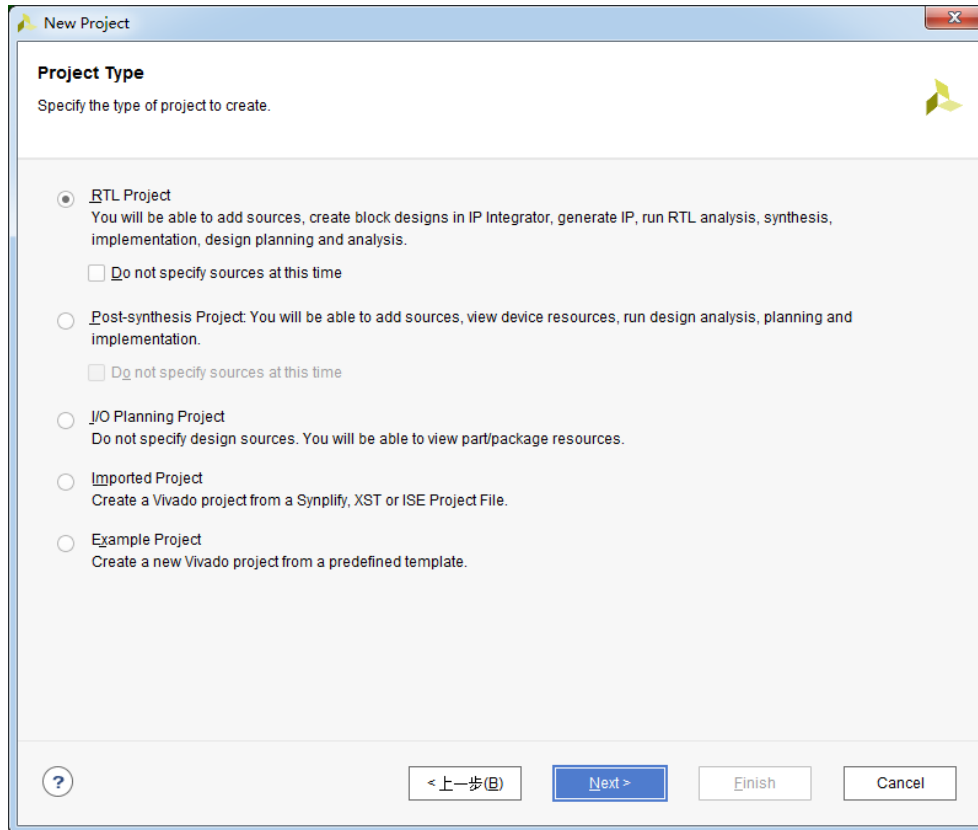 New Project
Project Type
Specify the type of project to create.
RTL Project
You will be able to add sources, create block designs in IP Integrator, generate IP, run RTL analysis, synthesis,
implementation, design planning and analysis.
Do not specify sources at this time
Post-synthesis Project: You will be able to add sources, view device resources, run design analysis, planning and
implementation.
Do not specify sources at this time
I/O Planning Project
Do not specify design sources. You will be able to view part/package resources.
Imported Project
Create a Vivado project from a Synplify, XST or ISE Project File.
Example Project
Create a new Vivado project from a predefined template.
? < 上一步(B) Next > Finish Cancel